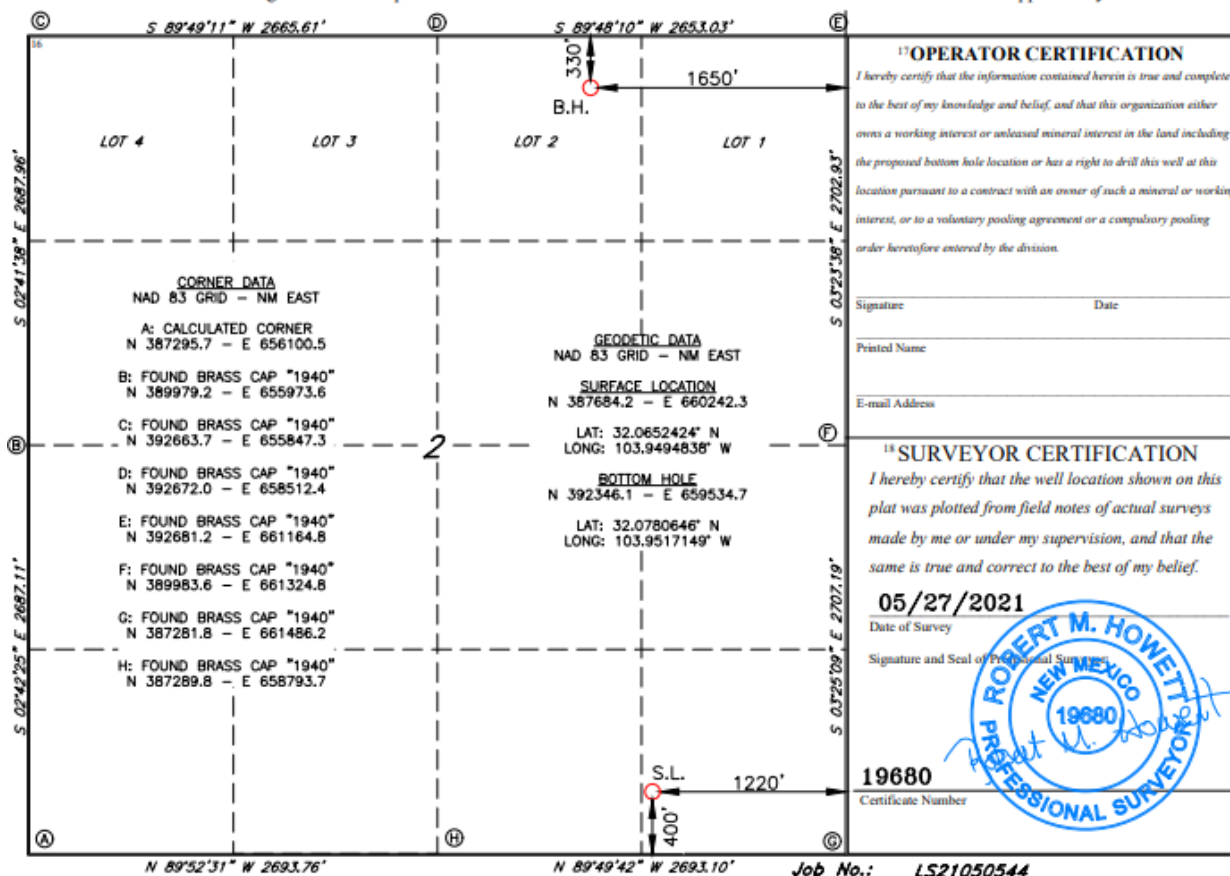 C
S 89°49'11" W 2665.61'
D
S 89°48'10" W 2653.03'
E
16
330'
1650'
B.H.
LOT 4
LOT 3
LOT 2
LOT 1
S 02°41'38" E 2687.96'
S 03°23'38" E 2702.93'
CORNER DATA
NAD 83 GRID – NM EAST
A: CALCULATED CORNER
N 387295.7 – E 656100.5
B: FOUND BRASS CAP "1940"
N 389979.2 – E 655973.6
C: FOUND BRASS CAP "1940"
N 392663.7 – E 655847.3
D: FOUND BRASS CAP "1940"
N 392672.0 – E 658512.4
E: FOUND BRASS CAP "1940"
N 392681.2 – E 661164.8
F: FOUND BRASS CAP "1940"
N 389983.6 – E 661324.8
G: FOUND BRASS CAP "1940"
N 387281.8 – E 661486.2
H: FOUND BRASS CAP "1940"
N 387289.8 – E 658793.7
GEODETIC DATA
NAD 83 GRID – NM EAST
SURFACE LOCATION
N 387684.2 – E 660242.3
LAT: 32.0652424° N
LONG: 103.9494838° W
BOTTOM HOLE
N 392346.1 – E 659534.7
LAT: 32.0780646° N
LONG: 103.9517149° W
B
2
F
S 02°42'25" E 2687.11'
S 03°25'09" E 2707.19'
S.L.
1220'
400'
A
H
G
N 89°52'31" W 2693.76'
N 89°49'42" W 2693.10'
Job No.: LS21050544
17 OPERATOR CERTIFICATION
I hereby certify that the information contained herein is true and complete
to the best of my knowledge and belief, and that this organization either
owns a working interest or unleased mineral interest in the land including
the proposed bottom hole location or has a right to drill this well at this
location pursuant to a contract with an owner of such a mineral or working
interest, or to a voluntary pooling agreement or a compulsory pooling
order heretofore entered by the division.
Signature Date
Printed Name
E-mail Address
18 SURVEYOR CERTIFICATION
I hereby certify that the well location shown on this
plat was plotted from field notes of actual surveys
made by me or under my supervision, and that the
same is true and correct to the best of my belief.
05/27/2021
Date of Survey
Signature and Seal of Professional Surveyor:
ROBERT M. HOWETT
NEW MEXICO
19680
PROFESSIONAL SURVEYOR
Robert M. Howett
19680
Certificate Number